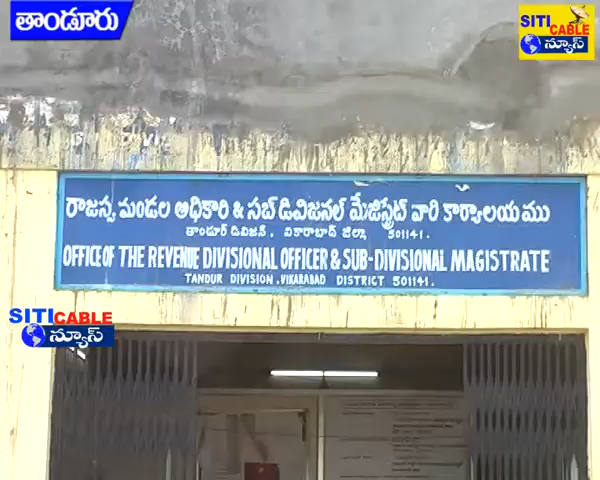 తాండూరు
SITI
CABLE
న్యూస్
రాజస్వ మండల అధికారి & సబ్ డివిజనల్ మేజిస్ట్రేట్ వారి కార్యాలయము
తాండూర్ డివిజన్, వికారాబాద్ జిల్లా 501141.
OFFICE OF THE REVENUE DIVISIONAL OFFICER & SUB-DIVISIONAL MAGISTRATE
TANDUR DIVISION, VIKARABAD DISTRICT 501141.
SITI CABLE
న్యూస్